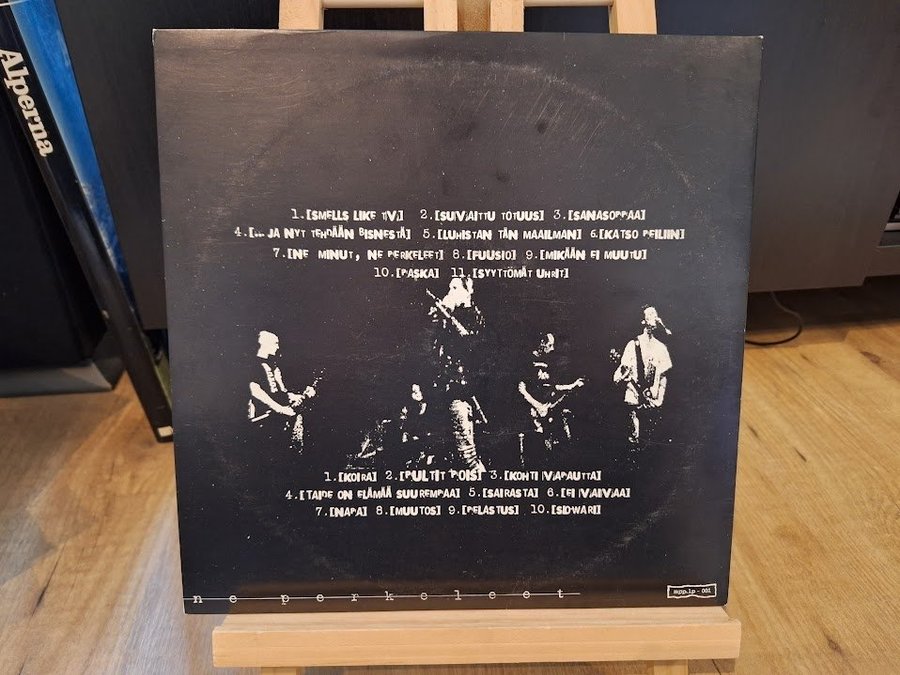 Alperna
1.[SMELLS LIKE TV] 2.[SUVAITTU TOTUUS] 3.[SANASOPPAA]
4.[... JA NYT TEHDÄÄN BISNESTÄ] 5.[LUHISTAN TÄN MAAILMAN] 6.[KATSO PEILIIN]
7.[NE MINUT, NE PERKELEET] 8.[FUUSIO] 9.[MIKÄÄN EI MUUTU]
10.[PASKA] 11.[SYYTTÖMÄT UHRIT]
1.[KOIRA] 2.[PULTIT POIS] 3.[KOHTI VAPAUTTA]
4.[TAIDE ON ELÄMÄÄ SUUREMPAA] 5.[SAIRASTA] 6.[EI VAIVAA]
7.[NAPA] 8.[MUUTOS] 9.[PELASTUS] 10.[SIDWARI]
ne perkeleet
mpp.lp - 001